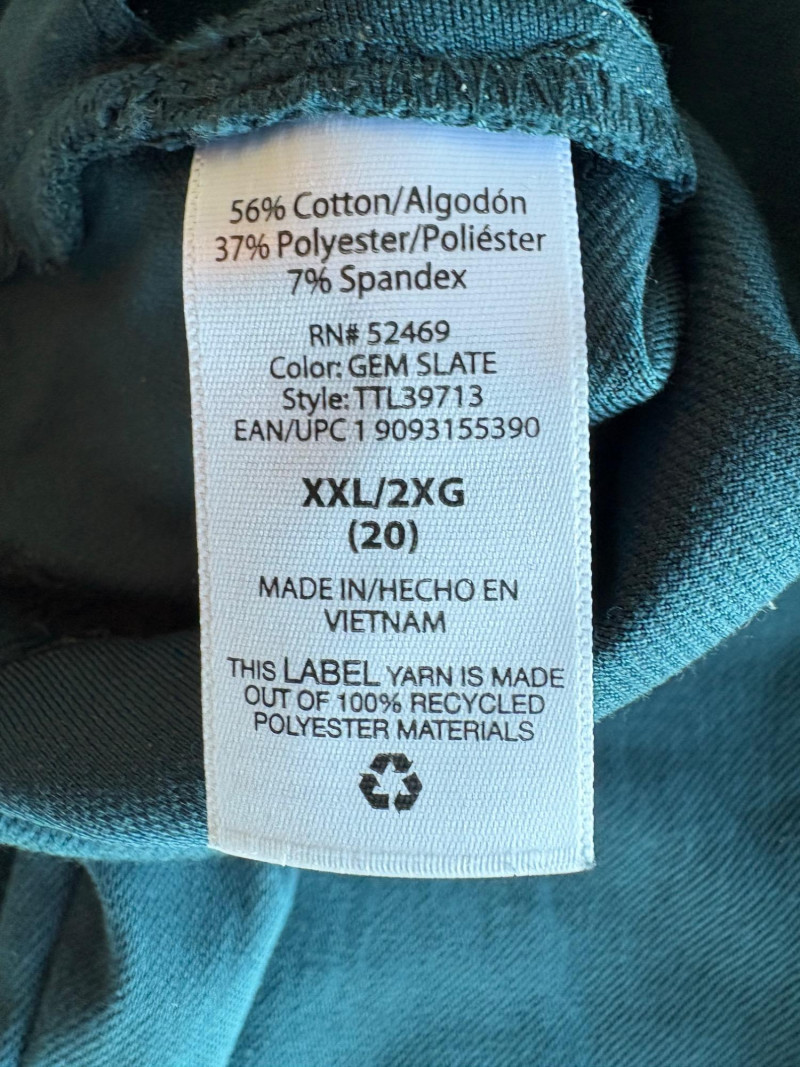 56% Cotton/Algodón
37% Polyester/Poliéster
7% Spandex
RN# 52469
Color: GEM SLATE
Style: TTL39713
EAN/UPC 1 9093155390
XXL/2XG
(20)
MADE IN/HECHO EN
VIETNAM
THIS LABEL YARN IS MADE
OUT OF 100% RECYCLED
POLYESTER MATERIALS